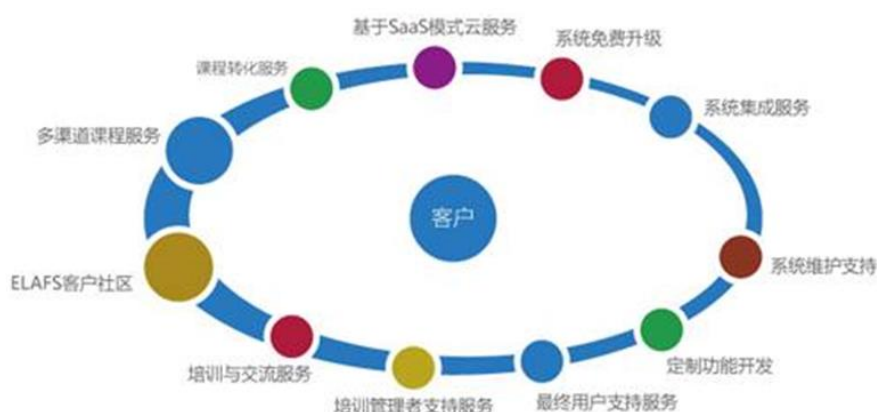 基于SaaS模式云服务
系统免费升级
课程转化服务
系统集成服务
多渠道课程服务
客户
系统维护支持
ELAFS客户社区
定制功能开发
培训与交流服务
最终用户支持服务
培训管理者支持服务